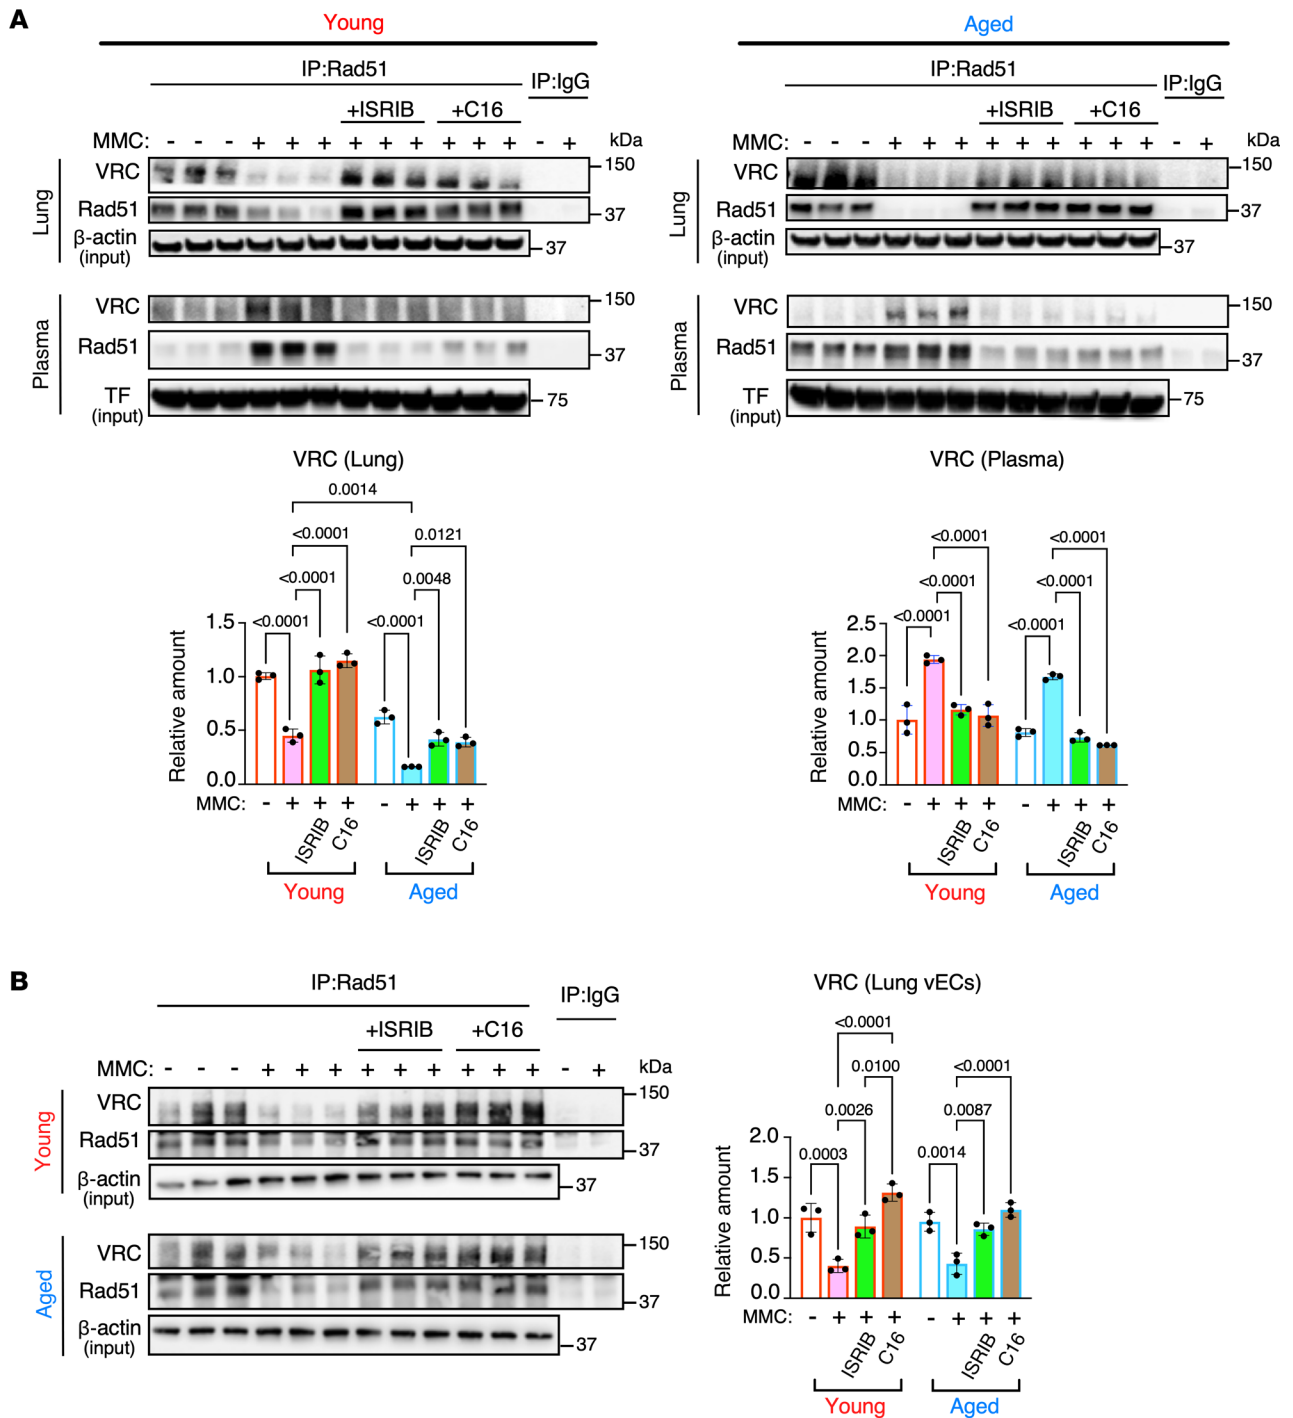 A
Young
Aged
IP:Rad51
IP:IgG
+ISRIB +C16
MMC: - - - + + + + + + + + + - + kDa
Lung
VRC 150
Rad51 37
β-actin 37
(input)
Plasma
VRC 150
Rad51 37
TF 75
(input)
IP:Rad51
IP:IgG
+ISRIB +C16
MMC: - - - + + + + + + + + + - + kDa
Lung
VRC 150
Rad51 37
β-actin 37
(input)
Plasma
VRC 150
Rad51 37
TF 75
(input)
VRC (Lung)
0.0014
<0.0001 0.0121
<0.0001 0.0048
<0.0001 <0.0001
Relative amount
1.5
1.0
0.5
0.0
MMC: - + + + - + + +
ISRIB C16 ISRIB C16
Young Aged
VRC (Plasma)
<0.0001 <0.0001
<0.0001 <0.0001
<0.0001 <0.0001
Relative amount
2.5
2.0
1.5
1.0
0.5
0.0
MMC: - + + + - + + +
ISRIB C16 ISRIB C16
Young Aged
B
IP:Rad51
IP:IgG
+ISRIB +C16
MMC: - - - + + + + + + + + + - + kDa
Young
VRC 150
Rad51 37
β-actin 37
(input)
Aged
VRC 150
Rad51 37
β-actin 37
(input)
VRC (Lung vECs)
<0.0001
0.0100 <0.0001
0.0026 0.0087
0.0003 0.0014
Relative amount
2.0
1.5
1.0
0.5
0.0
MMC: - + + + - + + +
ISRIB C16 ISRIB C16
Young Aged